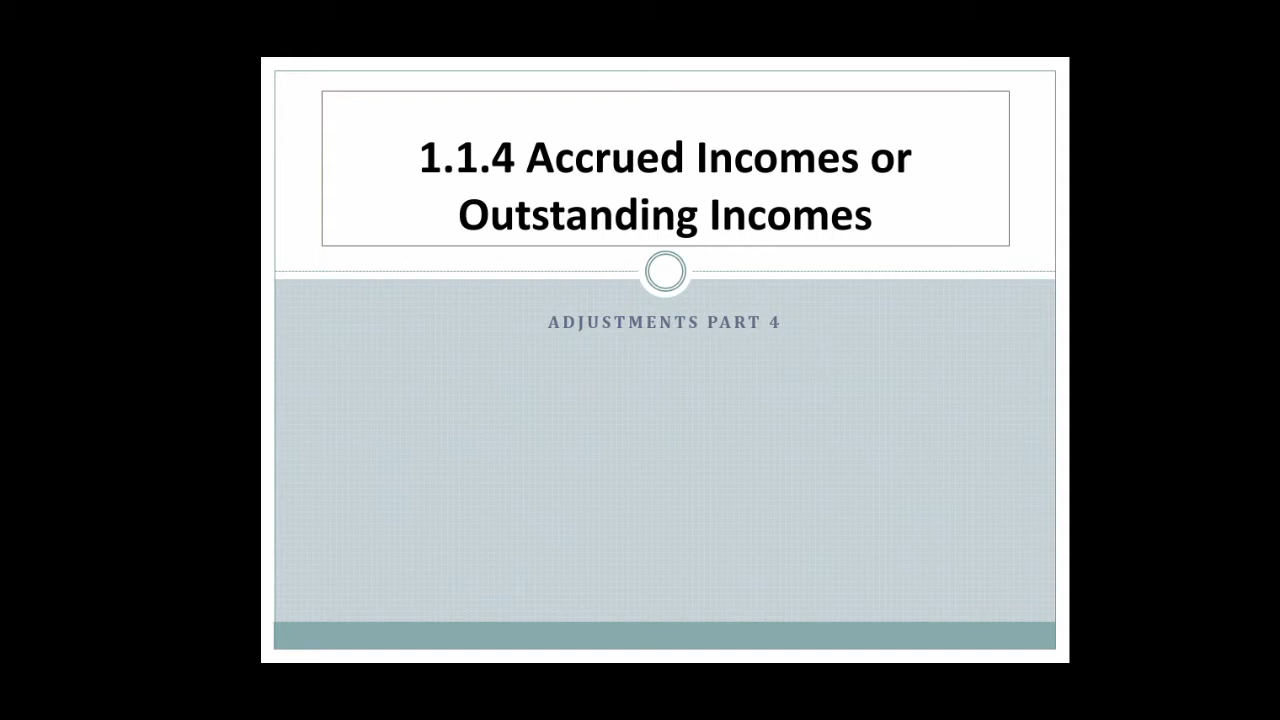 1.1.4 Accrued Incomes or
Outstanding Incomes
ADJUSTMENTS PART 4